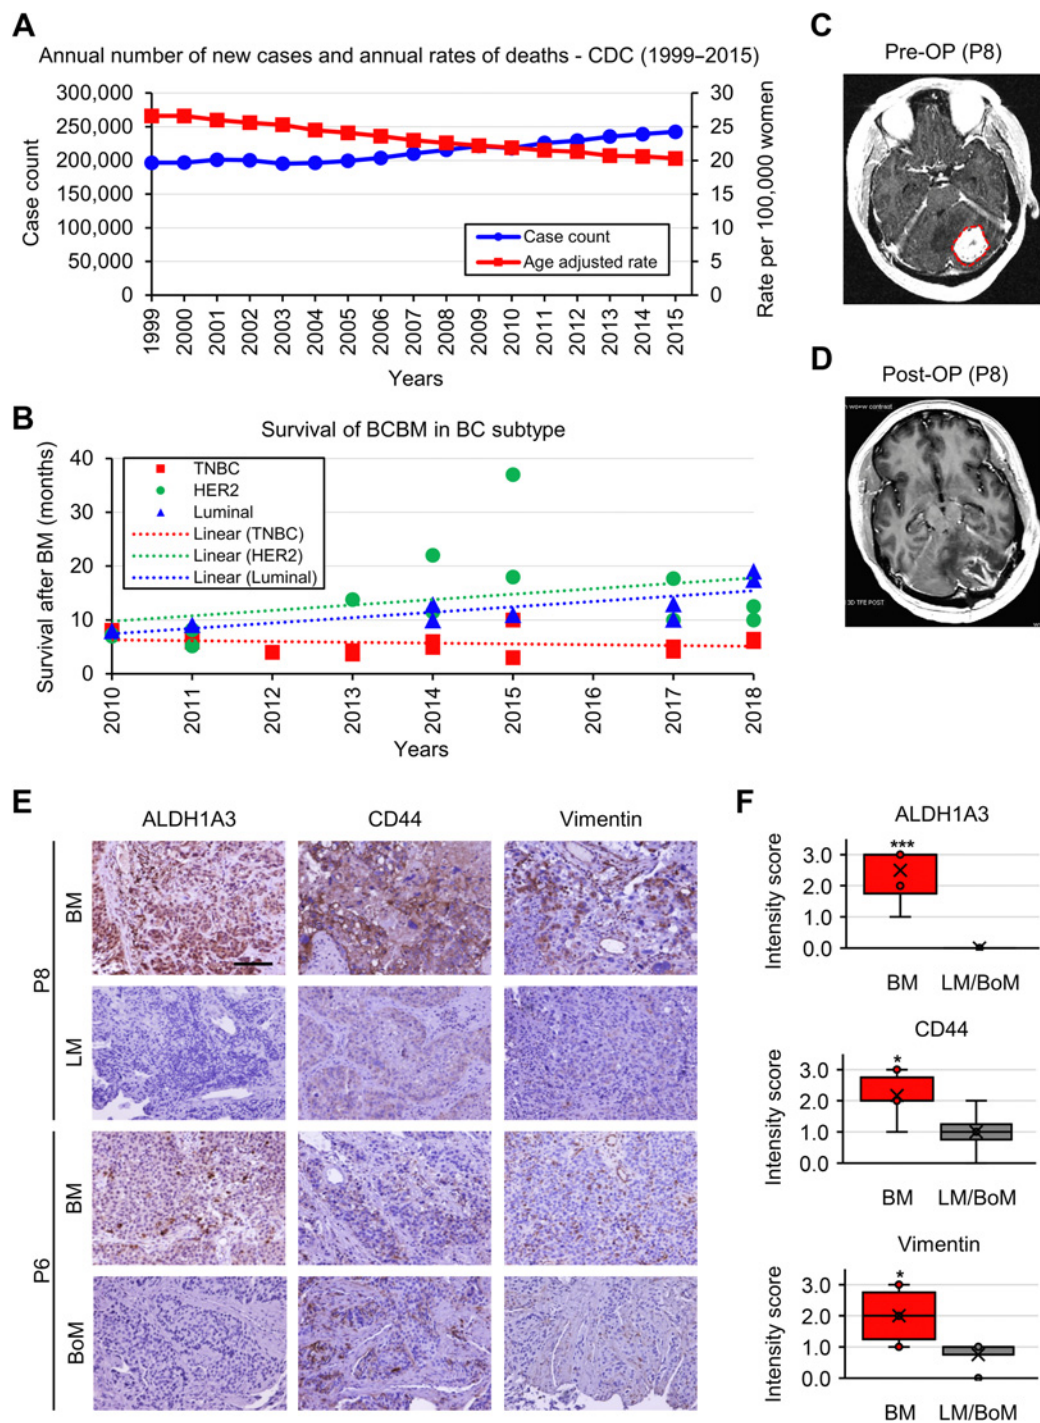 A
Annual number of new cases and annual rates of deaths - CDC (1999–2015)
Case count
300,000
250,000
200,000
150,000
100,000
50,000
0
30
25
20
15
10
5
0
Rate per 100,000 women
Case count
Age adjusted rate
1999
2000
2001
2002
2003
2004
2005
2006
2007
2008
2009
2010
2011
2012
2013
2014
2015
Years
B
Survival of BCBM in BC subtype
Survival after BM (months)
40
30
20
10
0
TNBC
HER2
Luminal
Linear (TNBC)
Linear (HER2)
Linear (Luminal)
2010
2011
2012
2013
2014
2015
2016
2017
2018
Years
C
Pre-OP (P8)
D
Post-OP (P8)
wo=w contrast
3D TFE POST
E
ALDH1A3 CD44 Vimentin
P8
BM
LM
P6
BM
BoM
F
ALDH1A3
Intensity score
3.0
2.0
1.0
0.0
***
BM LM/BoM
CD44
Intensity score
3.0
2.0
1.0
0.0
*
BM LM/BoM
Vimentin
Intensity score
3.0
2.0
1.0
0.0
*
BM LM/BoM